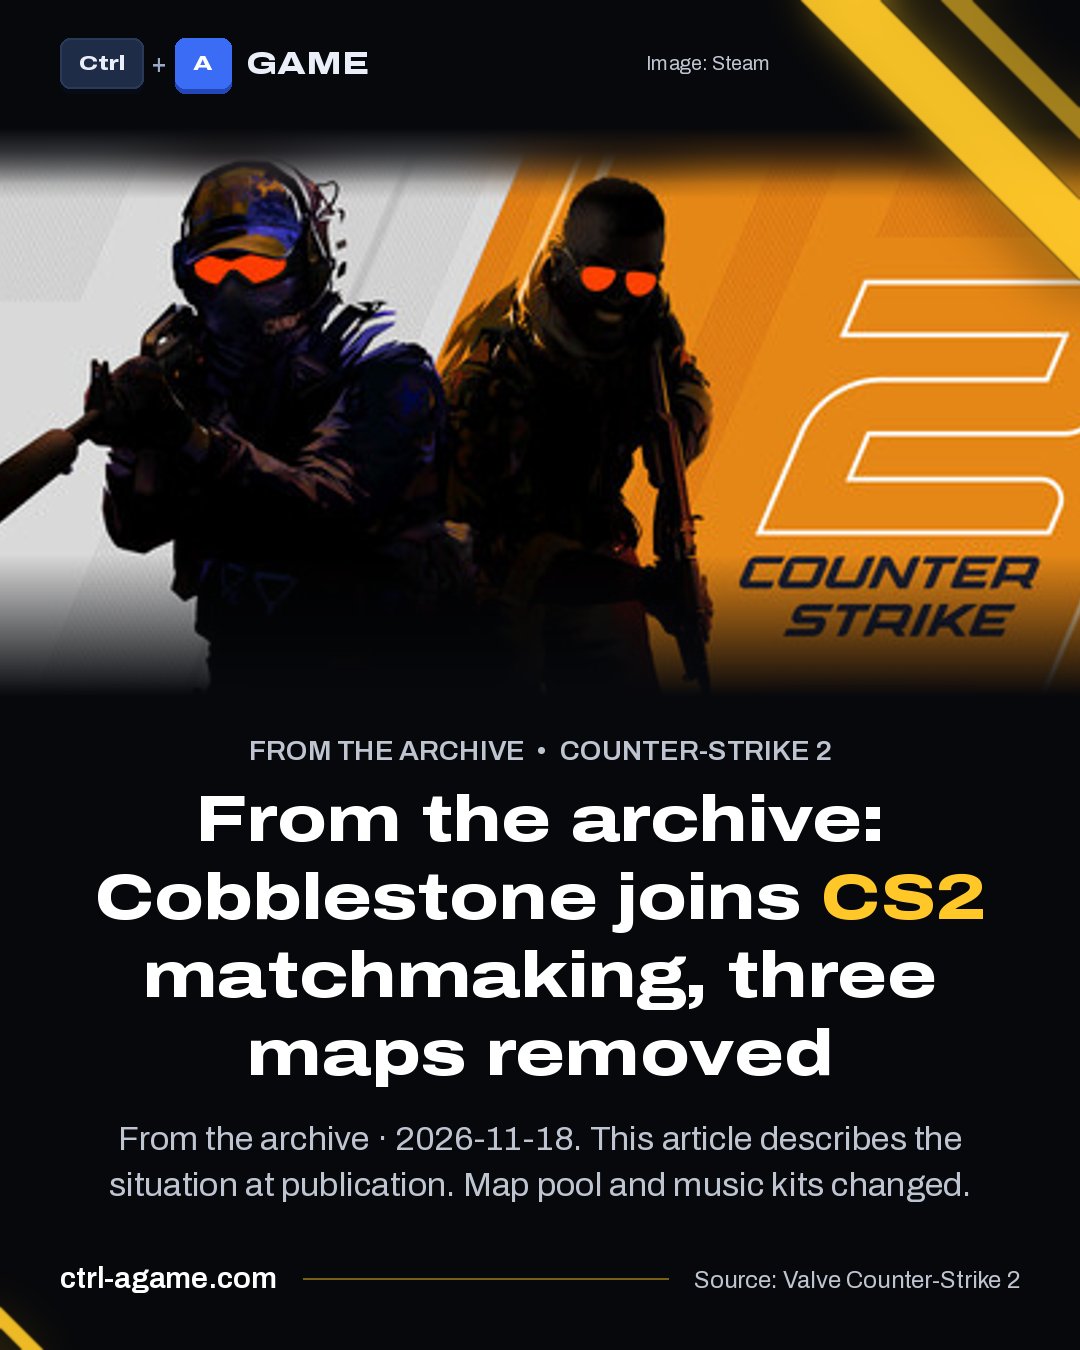 Ctrl + A GAME
Image: Steam
2
COUNTER
STRIKE
FROM THE ARCHIVE • COUNTER-STRIKE 2
From the archive:
Cobblestone joins CS2
matchmaking, three
maps removed
From the archive · 2026-11-18. This article describes the
situation at publication. Map pool and music kits changed.
ctrl-agame.com
Source: Valve Counter-Strike 2